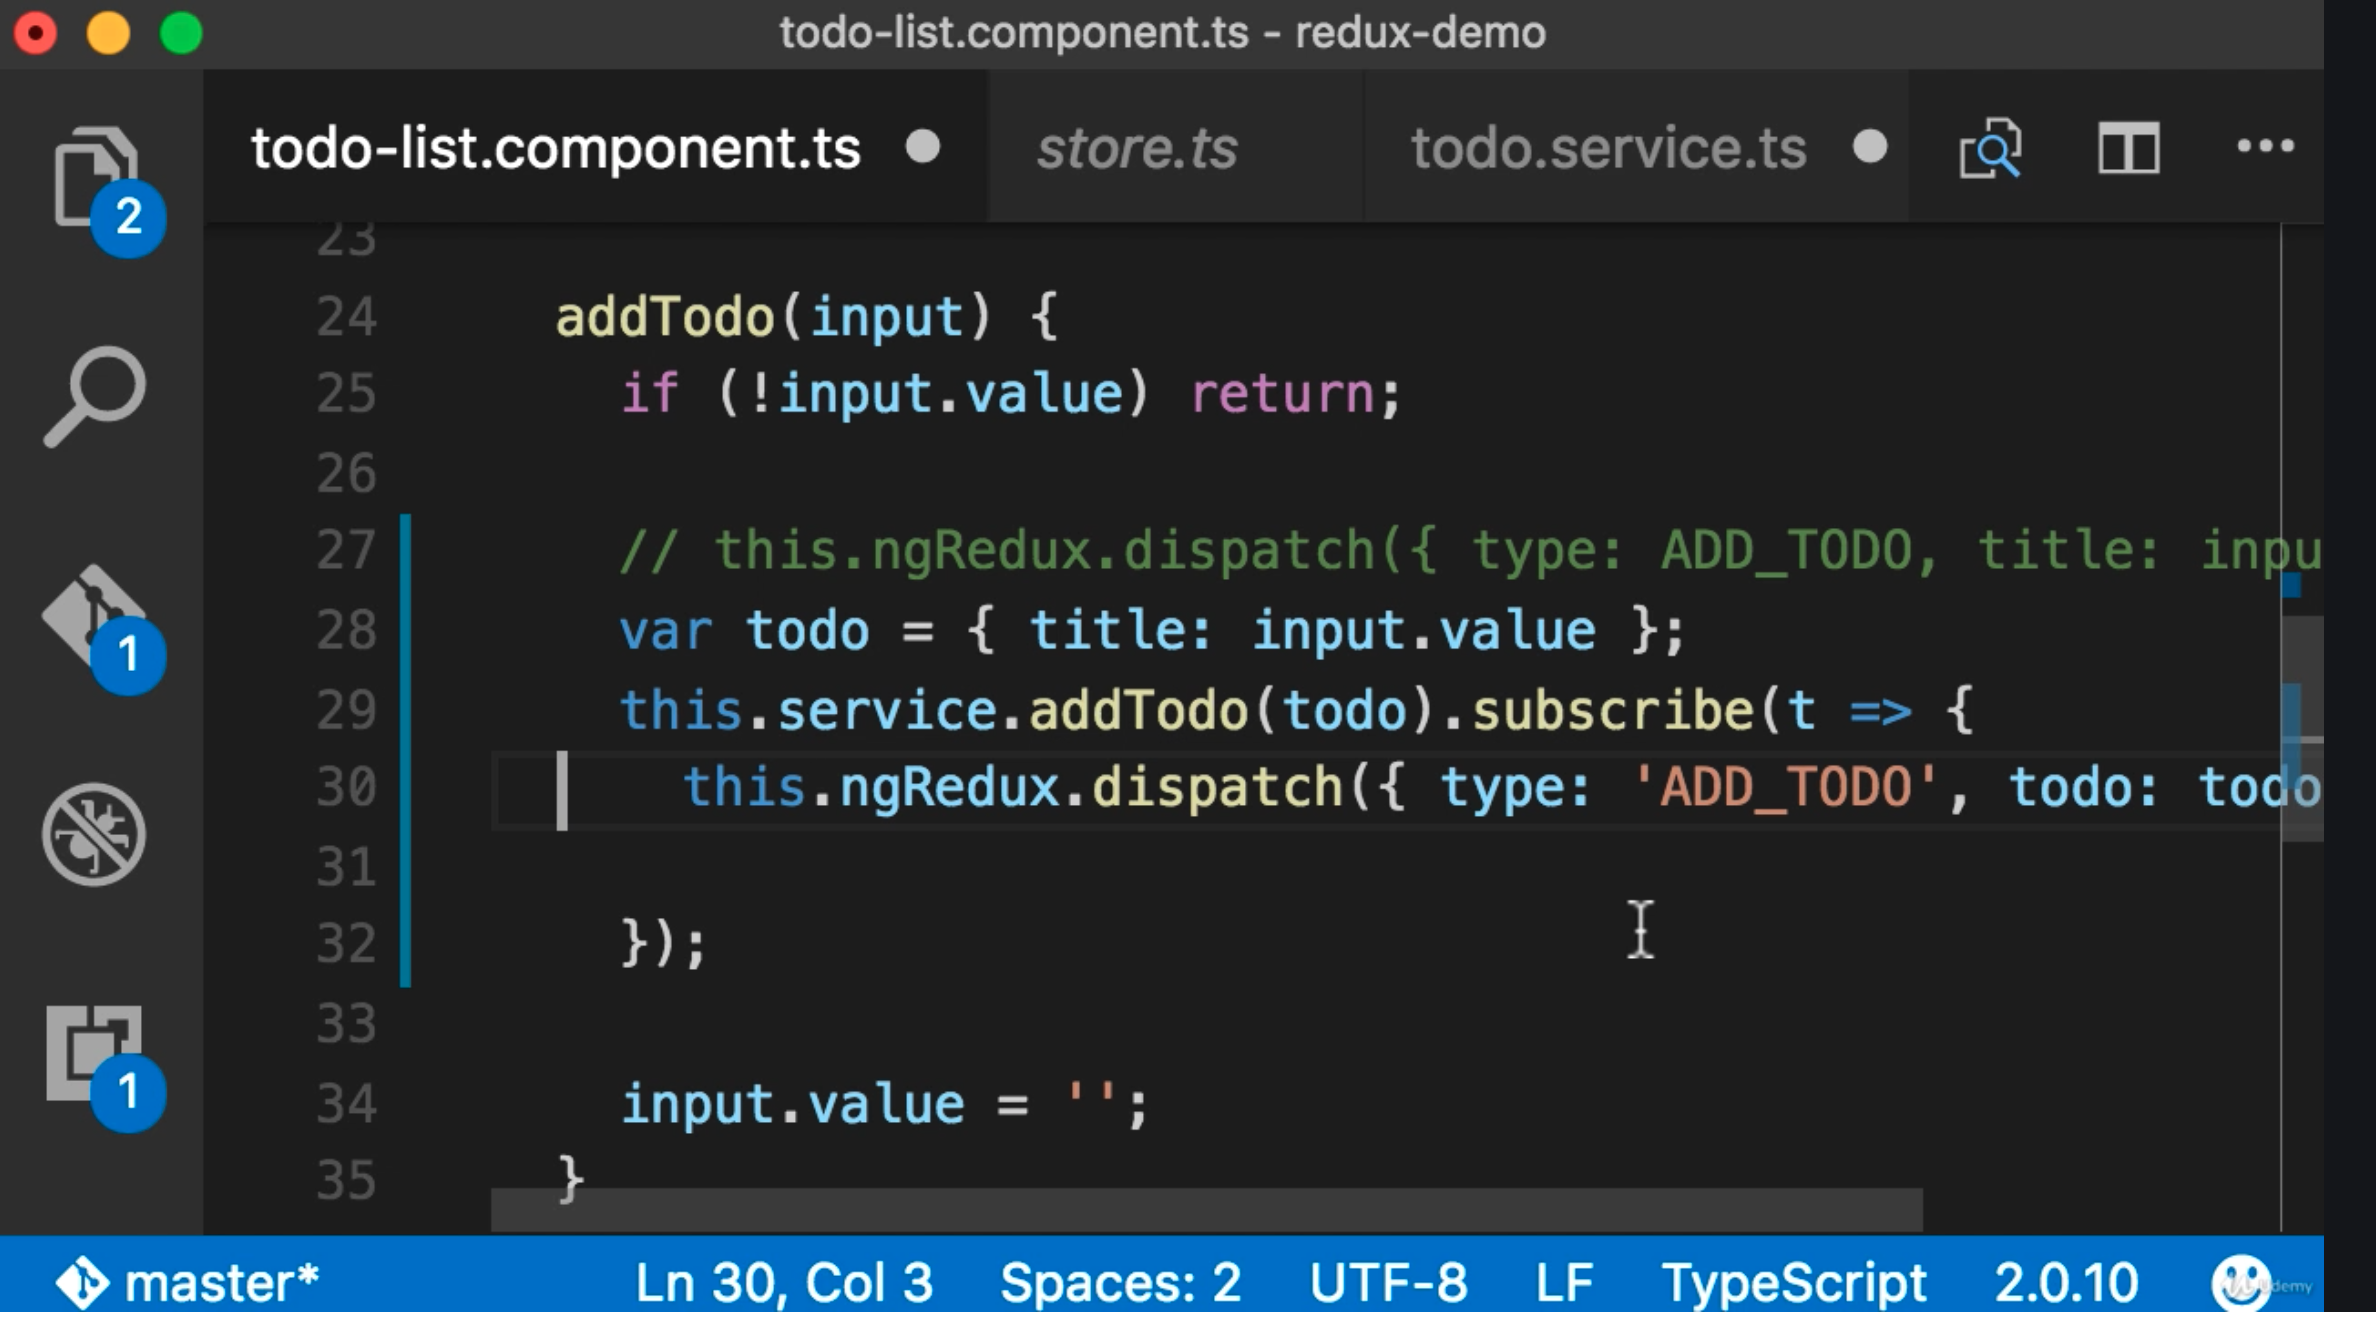 todo-list.component.ts - redux-demo
todo-list.component.ts store.ts todo.service.ts
2
23
24 addTodo(input) {
25 if (!input.value) return;
26
27 // this.ngRedux.dispatch({ type: ADD_TODO, title: inpu
28 var todo = { title: input.value };
1
29 this.service.addTodo(todo).subscribe(t => {
30 this.ngRedux.dispatch({ type: 'ADD_TODO', todo: todo
31
32 });
33
1
34 input.value = '';
35 }
master* Ln 30, Col 3 Spaces: 2 UTF-8 LF TypeScript 2.0.10
Udemy